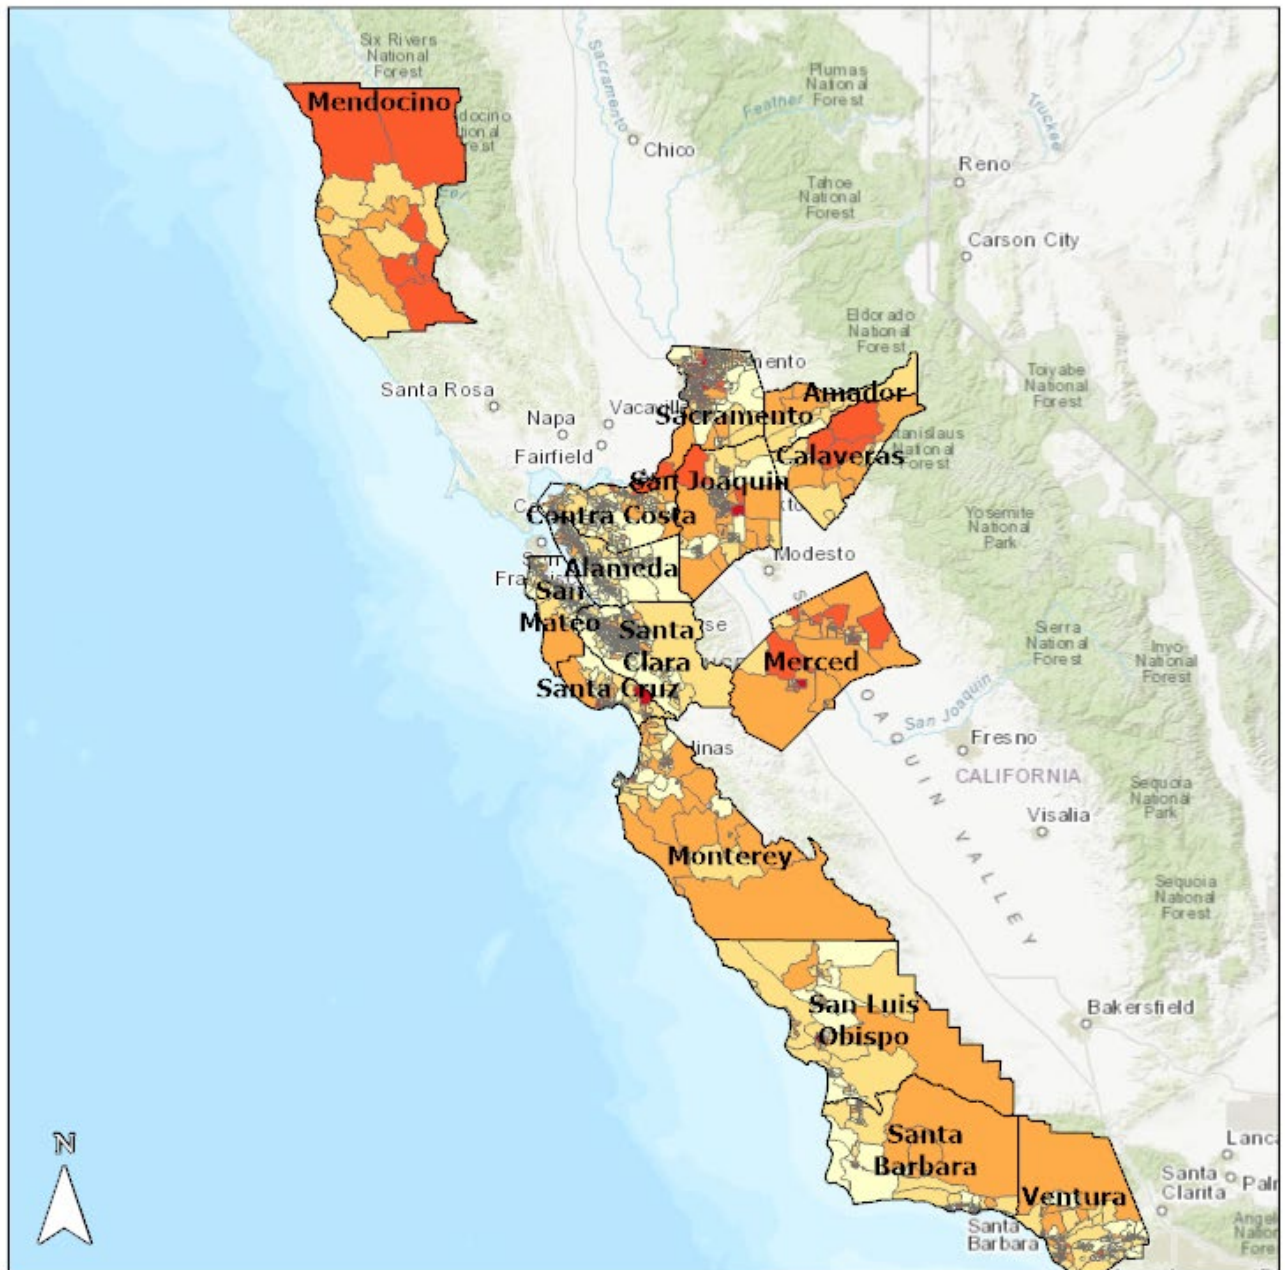 Six Rivers
National
Forest
Mendocino
Sacramento
Chico
Plumas
National
Forest
Feather
Truckee
Reno
Tahoe
National
Forest
Carson City
Eldorado
National
Forest
Toiyabe
National
Forest
Santa Rosa
Napa
Fairfield
Amador
Sacramento
Calaveras
National
Forest
San Joaquin
Contra Costa
Yosemite
National
Park
Modesto
Alameda
San
Mateo
Santa
Clara
Merced
Sierra
National
Forest
Inyo
National
Forest
Santa Cruz
San Joaquin
Fresno
CALIFORNIA
Sequoia
National
Park
Visalia
VALLEY
Monterey
Sequoia
National
Forest
San Luis
Obispo
Bakersfield
N
Santa
Barbara
Santa
Clarita
Ventura
Santa
Barbara